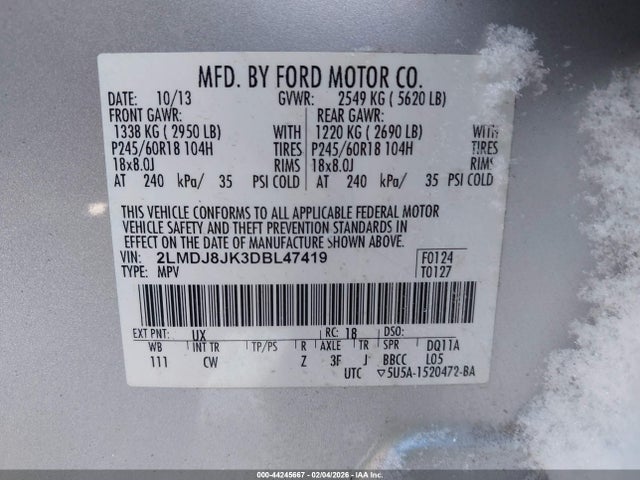 MFD. BY FORD MOTOR CO.
DATE: 10/13 GVWR: 2549 KG ( 5620 LB)
FRONT GAWR: REAR GAWR:
1338 KG ( 2950 LB) WITH 1220 KG ( 2690 LB) WITH
P245/60R18 104H TIRES P245/60R18 104H TIRES
18x8.0J RIMS 18x8.0J RIMS
AT 240 kPa/ 35 PSI COLD AT 240 kPa/ 35 PSI COLD
THIS VEHICLE CONFORMS TO ALL APPLICABLE FEDERAL MOTOR
VEHICLE SAFETY AND THEFT PREVENTION STANDARDS IN
EFFECT ON THE DATE OF MANUFACTURE SHOWN ABOVE.
VIN: 2LMDJ8JK3DBL47419 F0124
TYPE: MPV T0127
EXT PNT: UX RC: 18 DSO:
WB INT TR TP/PS R AXLE TR SPR DQ11A
111 CW Z 3F J BBCC L05
UTC ▽5U5A-1520472-BA
000-44245667 - 02/04/2026 - IAAHQ